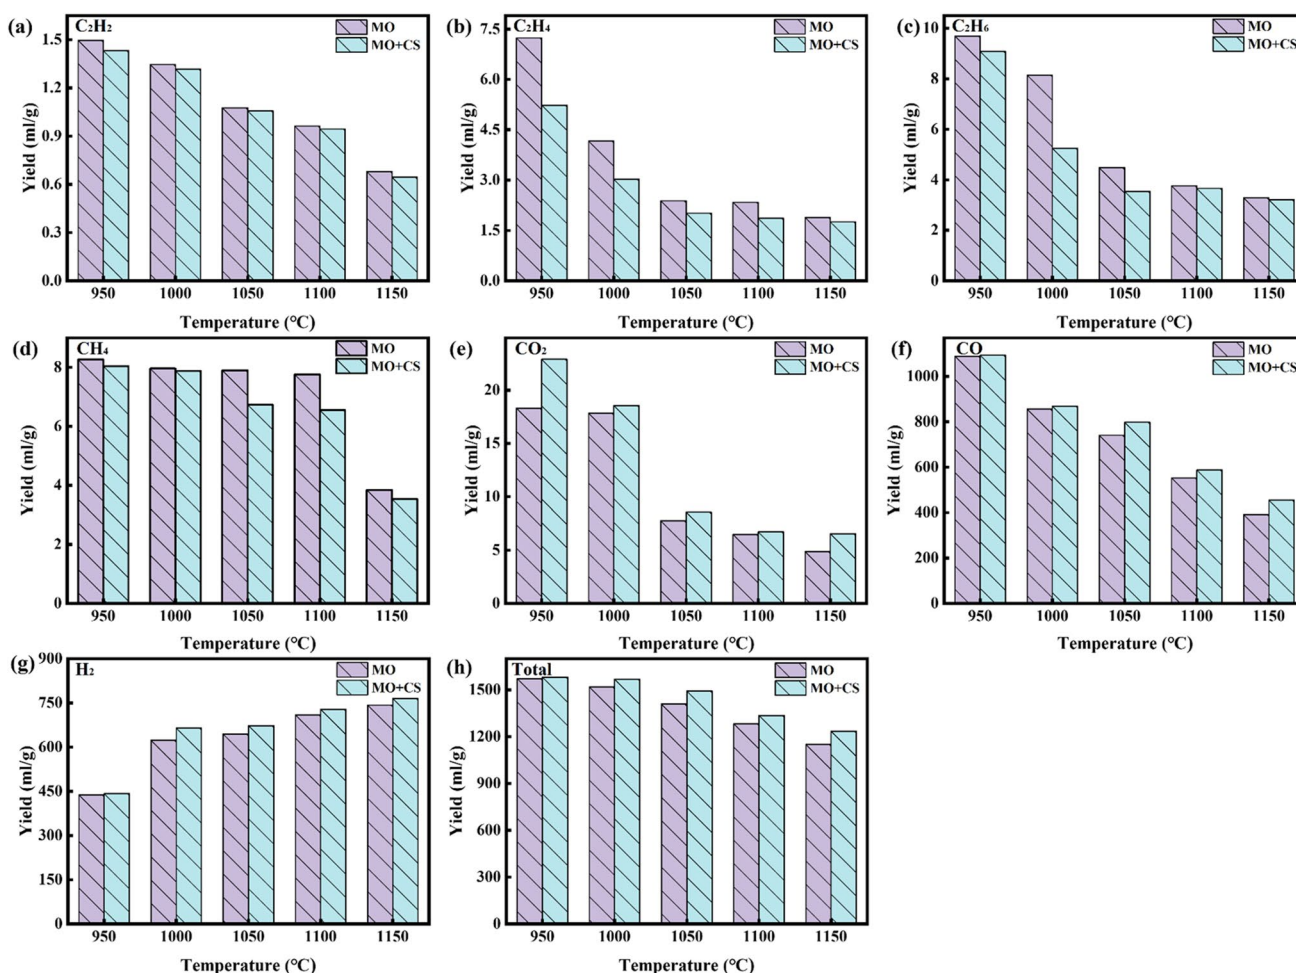 (a) C₂H₂
MO
MO+CS
Yield (ml/g)
1.5
1.2
0.9
0.6
0.3
0.0
950 1000 1050 1100 1150
Temperature (°C)
(b) C₂H₄
MO
MO+CS
Yield (ml/g)
7.5
6.0
4.5
3.0
1.5
0.0
950 1000 1050 1100 1150
Temperature (°C)
(c) C₂H₆
MO
MO+CS
Yield (ml/g)
10
8
6
4
2
0
950 1000 1050 1100 1150
Temperature (°C)
(d) CH₄
MO
MO+CS
Yield (ml/g)
8
6
4
2
0
950 1000 1050 1100 1150
Temperature (°C)
(e) CO₂
MO
MO+CS
Yield (ml/g)
20
15
10
5
0
950 1000 1050 1100 1150
Temperature (°C)
(f) CO
MO
MO+CS
Yield (ml/g)
1000
800
600
400
200
0
950 1000 1050 1100 1150
Temperature (°C)
(g) H₂
MO
MO+CS
Yield (ml/g)
900
750
600
450
300
150
0
950 1000 1050 1100 1150
Temperature (°C)
(h) Total
MO
MO+CS
Yield (ml/g)
1500
1200
900
600
300
0
950 1000 1050 1100 1150
Temperature (°C)